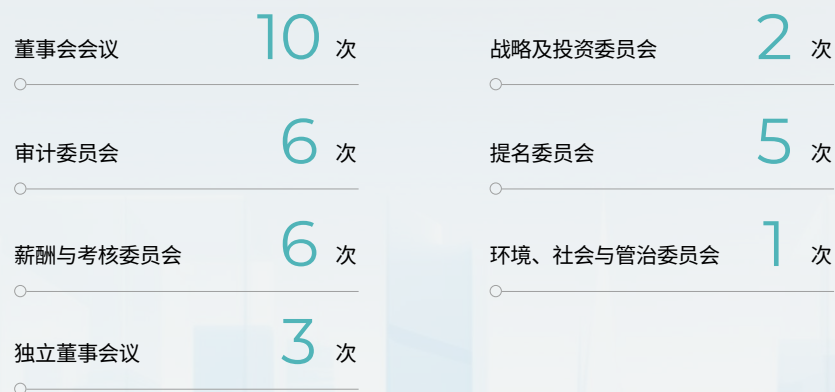 董事会会议 10 次
战略及投资委员会 2 次
审计委员会 6 次
提名委员会 5 次
薪酬与考核委员会 6 次
环境、社会与管治委员会 1 次
独立董事会议 3 次